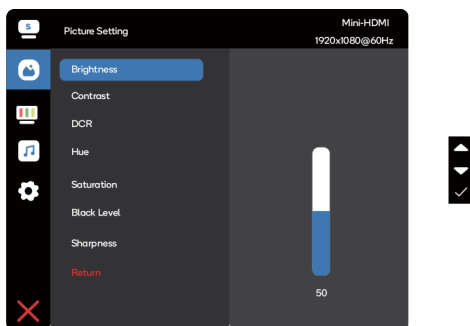 S
Picture Setting
Mini-HDMI
1920x1080@60Hz
Brightness
Contrast
DCR
Hue
Saturation
Black Level
Sharpness
Return
50